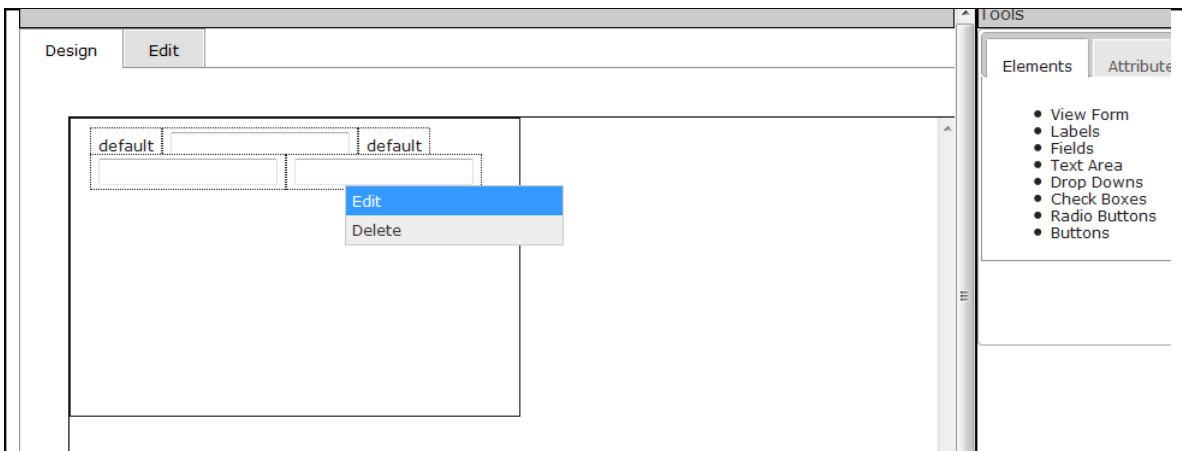 Tools
Design Edit
Elements Attribute
default default
Edit
Delete
View Form
Labels
Fields
Text Area
Drop Downs
Check Boxes
Radio Buttons
Buttons